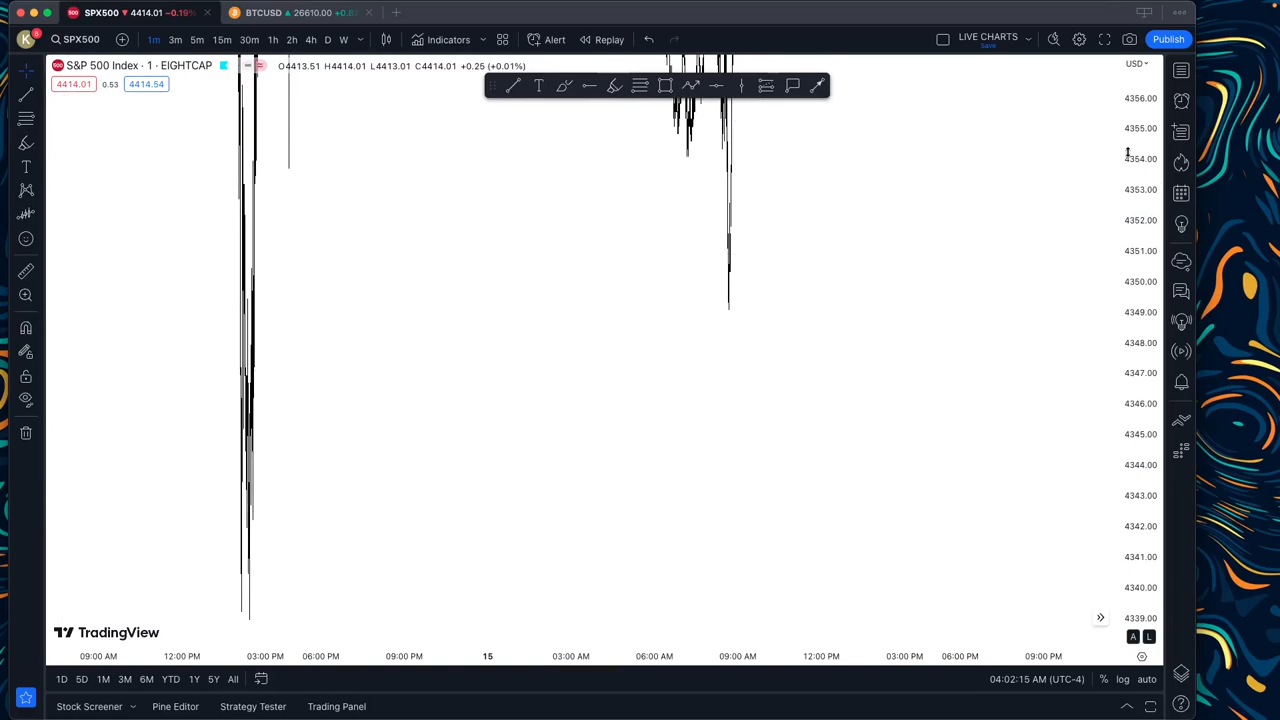 SPX500 ▼ 4414.01 −0.19% ×
BTCUSD ▲ 26610.00 +0.8 ×
K 6 SPX500 1m 3m 5m 15m 30m 1h 2h 4h D W Indicators Alert Replay LIVE CHARTS Save Publish
500 S&P 500 Index · 1 · EIGHTCAP O4413.51 H4414.01 L4413.01 C4414.01 +0.25 (+0.01%)
4414.01 0.53 4414.54
USD
4356.00
4355.00
4354.00
4353.00
4352.00
4351.00
4350.00
4349.00
4348.00
4347.00
4346.00
4345.00
4344.00
4343.00
4342.00
4341.00
4340.00
4339.00
TradingView
A L
09:00 AM 12:00 PM 03:00 PM 06:00 PM 09:00 PM 15 03:00 AM 06:00 AM 09:00 AM 12:00 PM 03:00 PM 06:00 PM 09:00 PM
1D 5D 1M 3M 6M YTD 1Y 5Y All 04:02:15 AM (UTC-4) % log auto
Stock Screener Pine Editor Strategy Tester Trading Panel